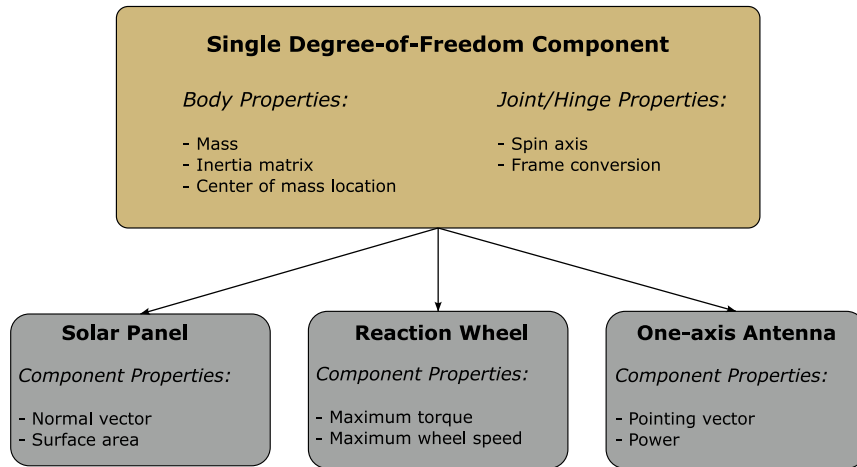 Single Degree-of-Freedom Component
Body Properties:
- Mass
- Inertia matrix
- Center of mass location
Joint/Hinge Properties:
- Spin axis
- Frame conversion
Solar Panel
Component Properties:
- Normal vector
- Surface area
Reaction Wheel
Component Properties:
- Maximum torque
- Maximum wheel speed
One-axis Antenna
Component Properties:
- Pointing vector
- Power